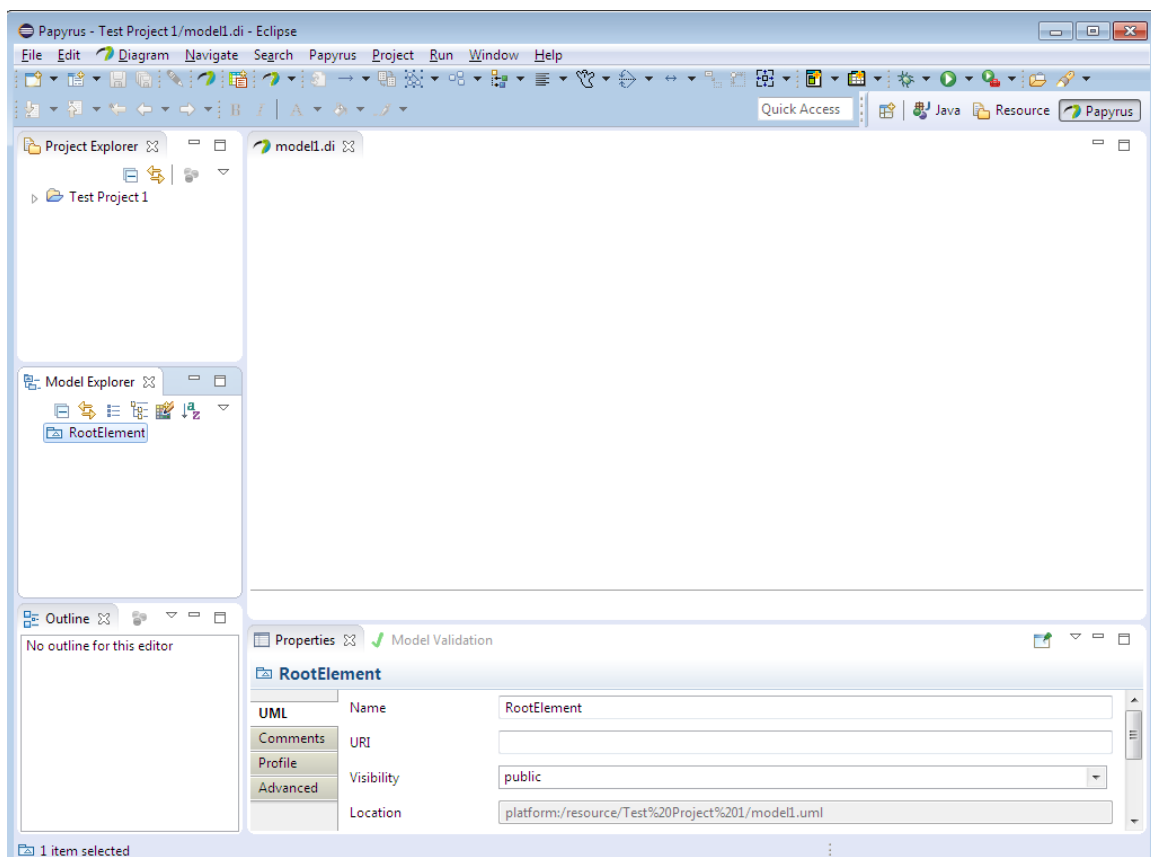 Papyrus - Test Project 1/model1.di - Eclipse
File Edit Diagram Navigate Search Papyrus Project Run Window Help
Quick Access Java Resource Papyrus
Project Explorer
model1.di
Test Project 1
Model Explorer
RootElement
Outline
No outline for this editor
Properties Model Validation
RootElement
UML
Comments
Profile
Advanced
Name RootElement
URI
Visibility public
Location platform:/resource/Test%20Project%201/model1.uml
1 item selected